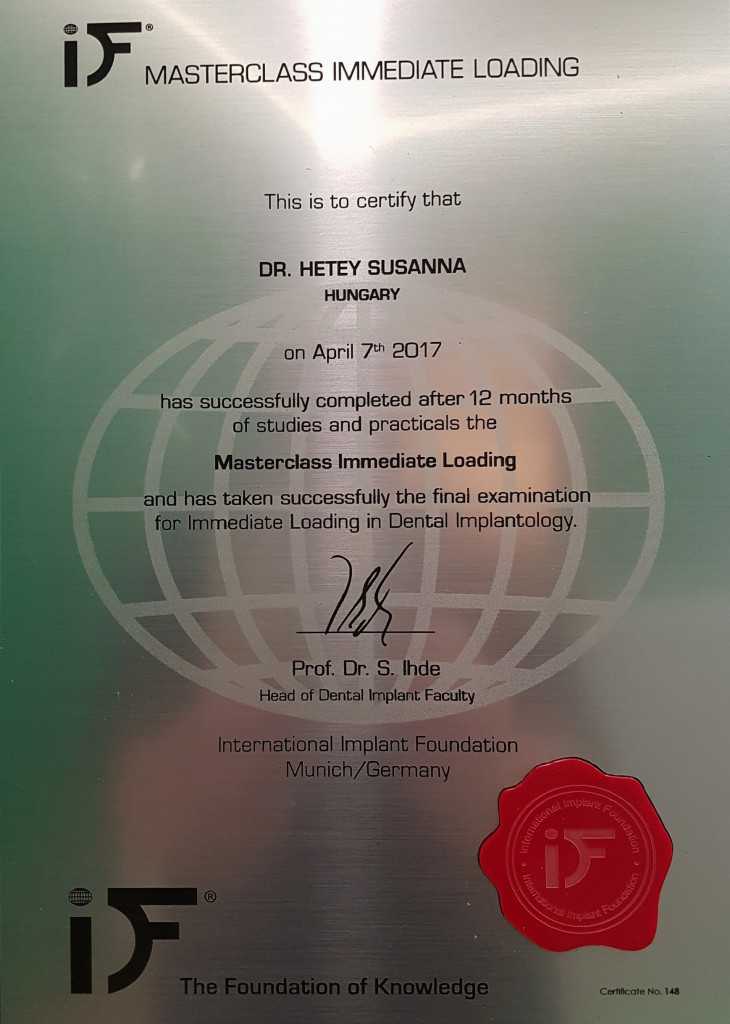 iF® MASTERCLASS IMMEDIATE LOADING
This is to certify that
DR. HETEY SUSANNA
HUNGARY
on April 7th 2017
has successfully completed after 12 months
of studies and practicals the
Masterclass Immediate Loading
and has taken successfully the final examination
for Immediate Loading in Dental Implantology.
Prof. Dr. S. Ihde
Head of Dental Implant Faculty
International Implant Foundation
Munich/Germany
International Implant Foundation
iF
International Implant Foundation
iF®
The Foundation of Knowledge
Certificate No. 148